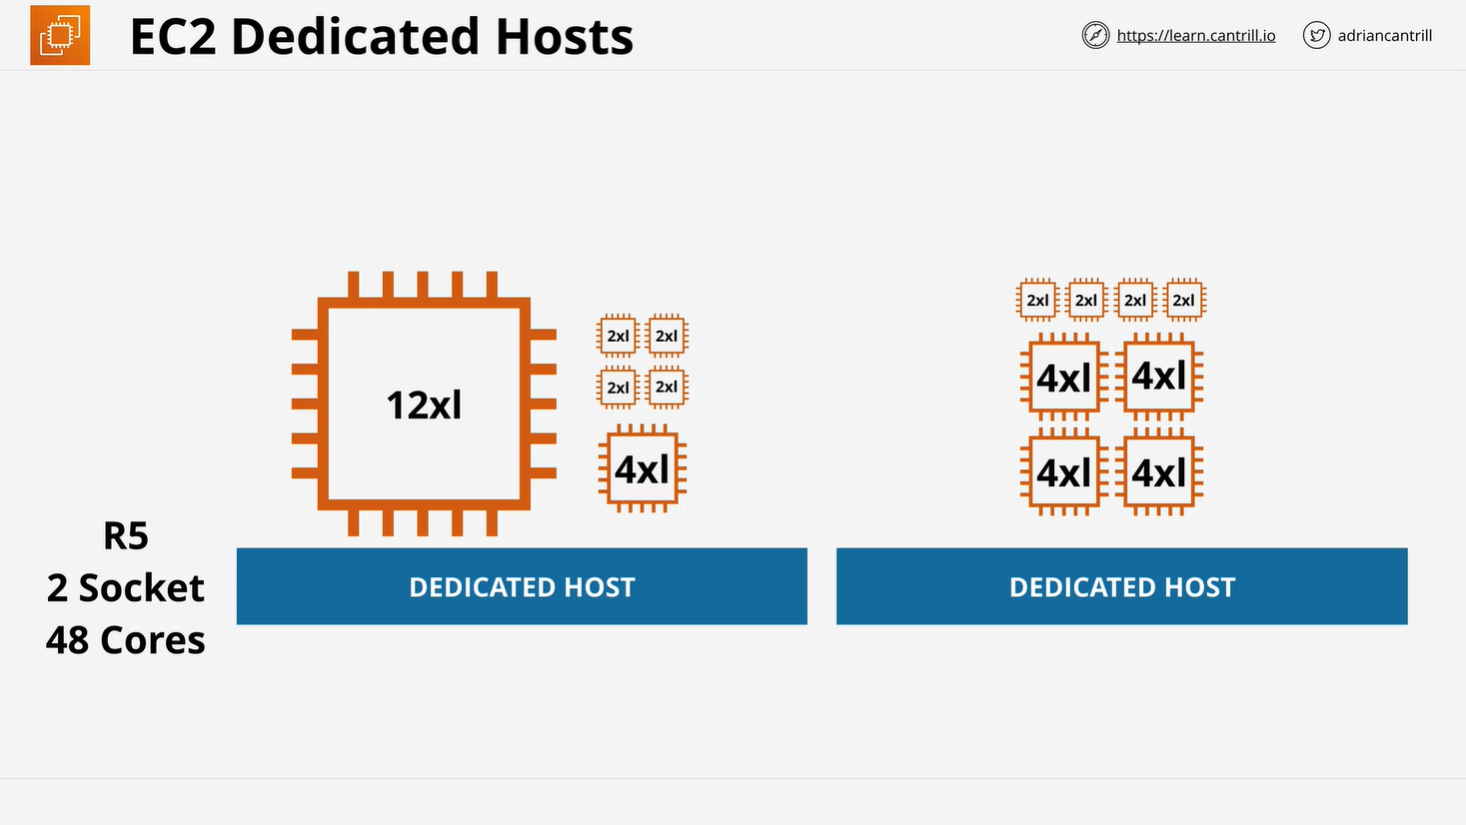 EC2 Dedicated Hosts
https://learn.cantrill.io
adriancantrill
12xl
2xl 2xl
2xl 2xl
4xl
2xl 2xl 2xl 2xl
4xl 4xl
4xl 4xl
R5
2 Socket
48 Cores
DEDICATED HOST
DEDICATED HOST